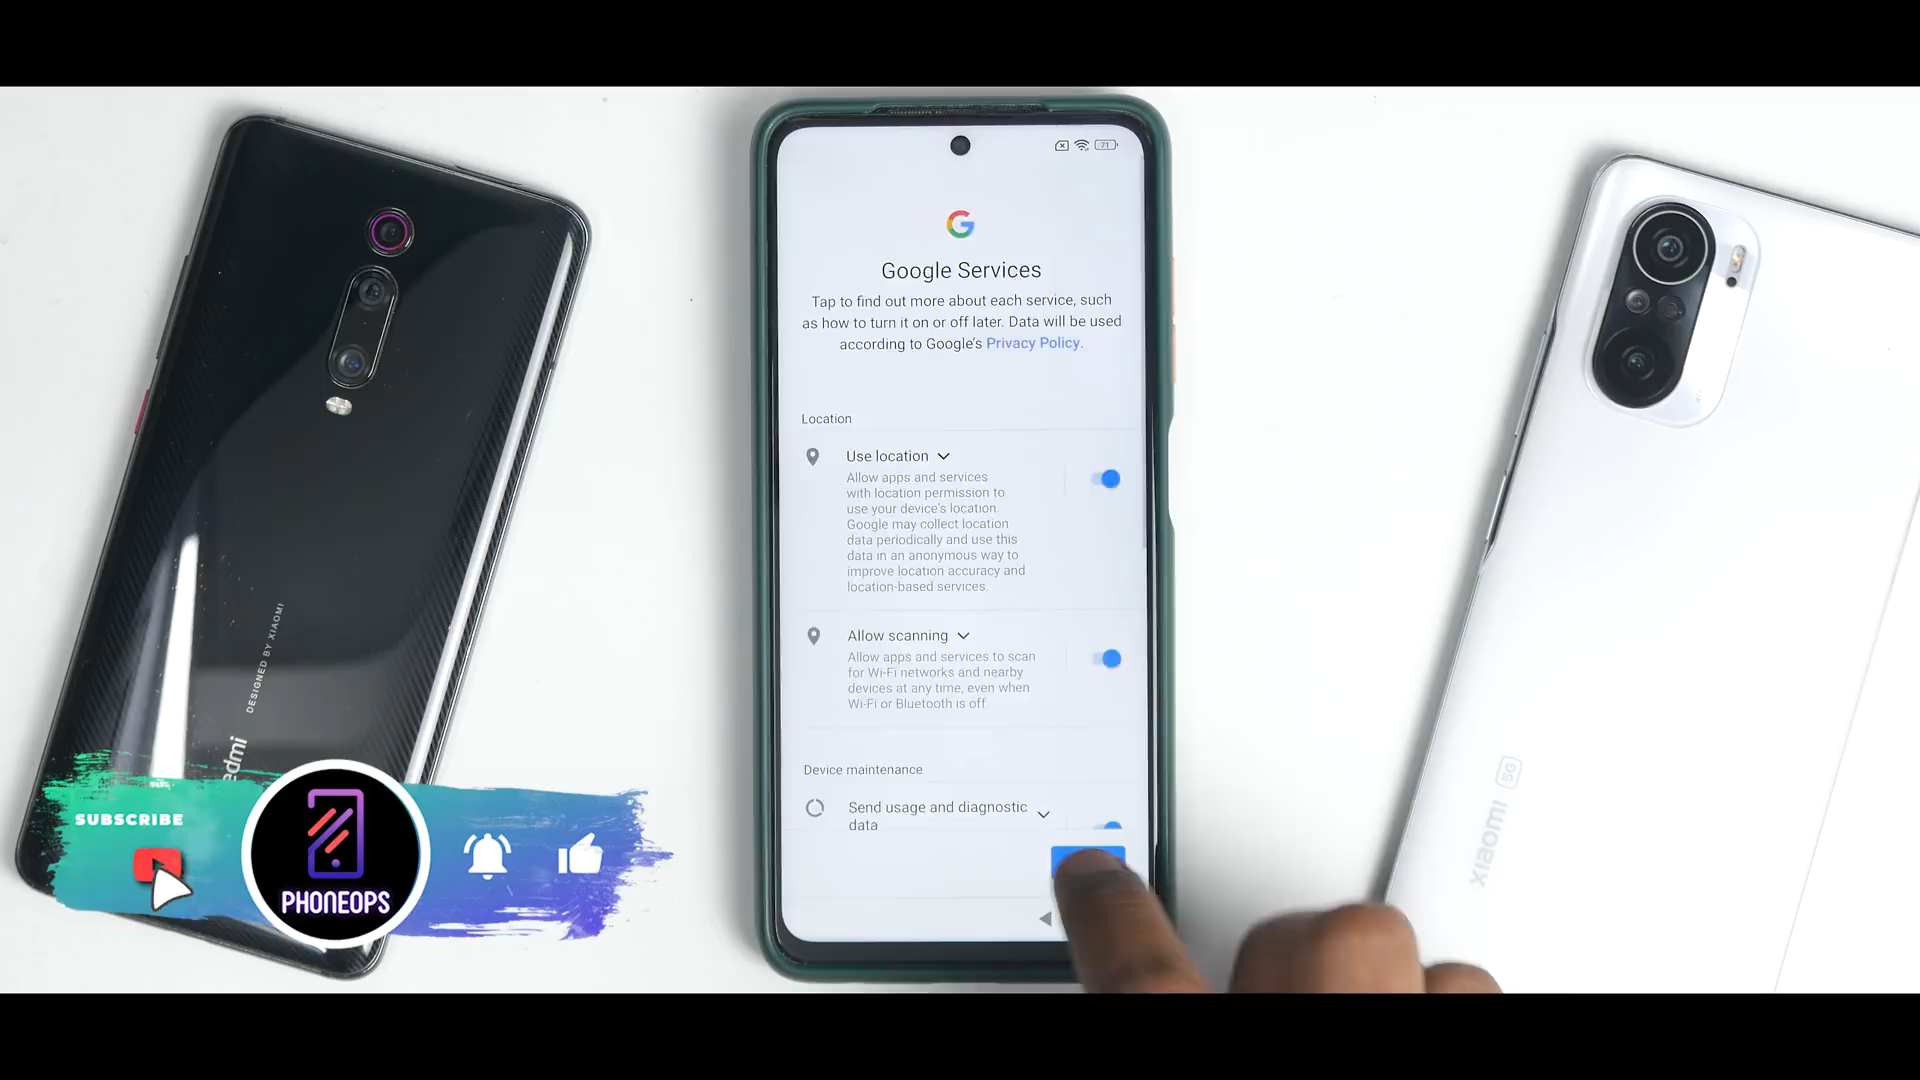 71
Google Services
Tap to find out more about each service, such
as how to turn it on or off later. Data will be used
according to Google's Privacy Policy.
Location
Use location
Allow apps and services
with location permission to
use your device's location.
Google may collect location
data periodically and use this
data in an anonymous way to
improve location accuracy and
location-based services.
Allow scanning
Allow apps and services to scan
for Wi-Fi networks and nearby
devices at any time, even when
Wi-Fi or Bluetooth is off
Device maintenance
Send usage and diagnostic
data
DESIGNED BY XIAOMI
edmi
SUBSCRIBE
PHONEOPS
xiaomi 5G